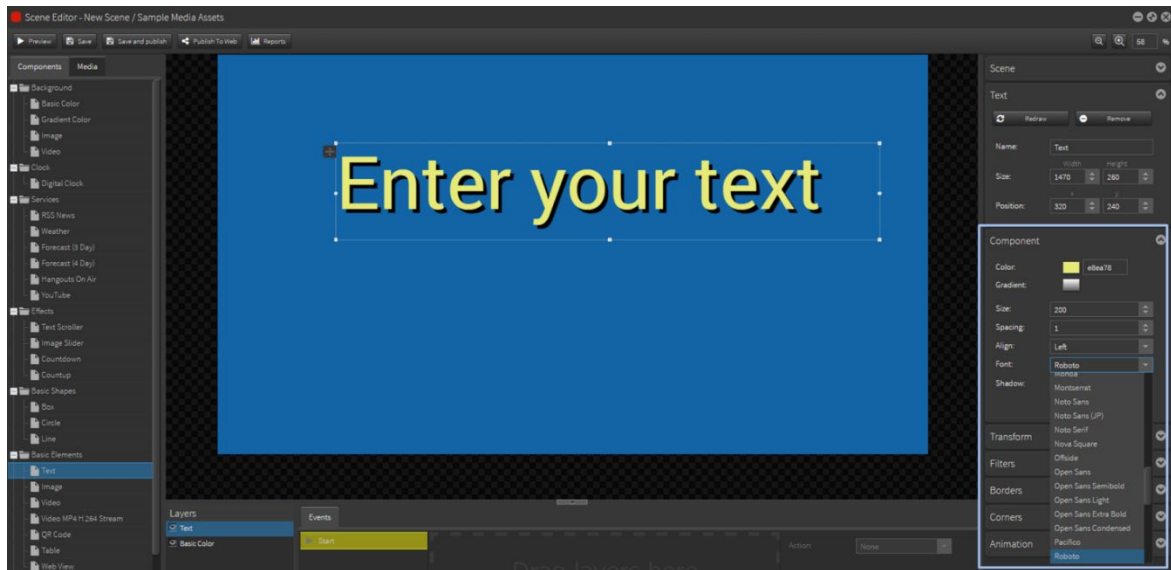 Scene Editor - New Scene / Sample Media Assets
Preview Save Save and publish Publish To Web Reports 58 %
Components Media
Background
Basic Color
Gradient Color
Image
Video
Clock
Digital Clock
Services
RSS News
Weather
Forecast (3 Day)
Forecast (4 Day)
Hangouts On Air
YouTube
Effects
Text Scroller
Image Slider
Countdown
Countup
Basic Shapes
Box
Circle
Line
Basic Elements
Text
Image
Video
Video MP4 H.264 Stream
QR Code
Table
Web View
Enter your text
Layers
Text
Basic Color
Events
Start
Drag layers here
Action: None
Scene
Text
Redraw Remove
Name: Text
Width Height
Size: 1470 260
x y
Position: 320 240
Component
Color: e8ea78
Gradient:
Size: 200
Spacing: 1
Align: Left
Font: Roboto
Shadow:
Monda
Montserrat
Noto Sans
Noto Sans (JP)
Noto Serif
Nova Square
Offside
Open Sans
Open Sans Semibold
Open Sans Light
Open Sans Extra Bold
Open Sans Condensed
Pacifico
Roboto
Transform
Filters
Borders
Corners
Animation